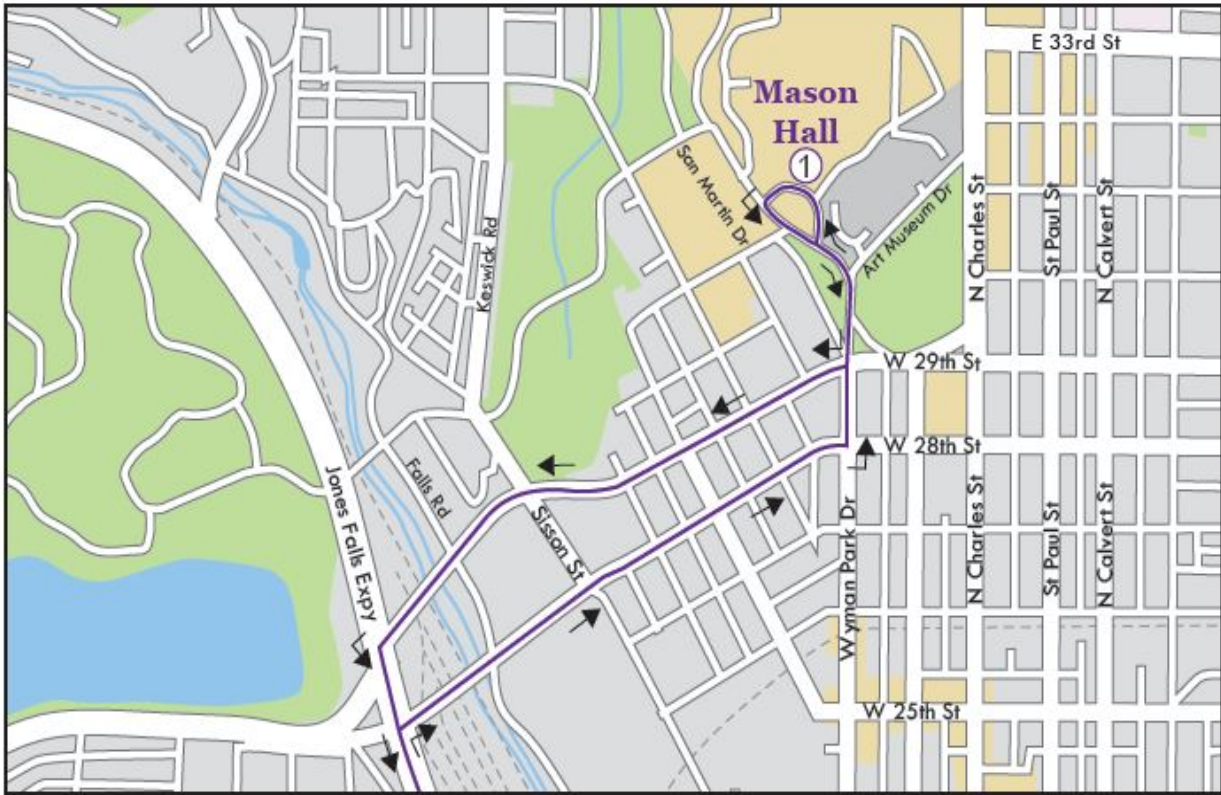 E 33rd St
Mason
Hall
1
San Martin Dr
Art Museum Dr
Keswick Rd
N Charles St
St Paul St
N Calvert St
W 29th St
W 28th St
Jones Falls Expy
Falls Rd
Sisson St
N Charles St
St Paul St
N Calvert St
Wyman Park Dr
W 25th St